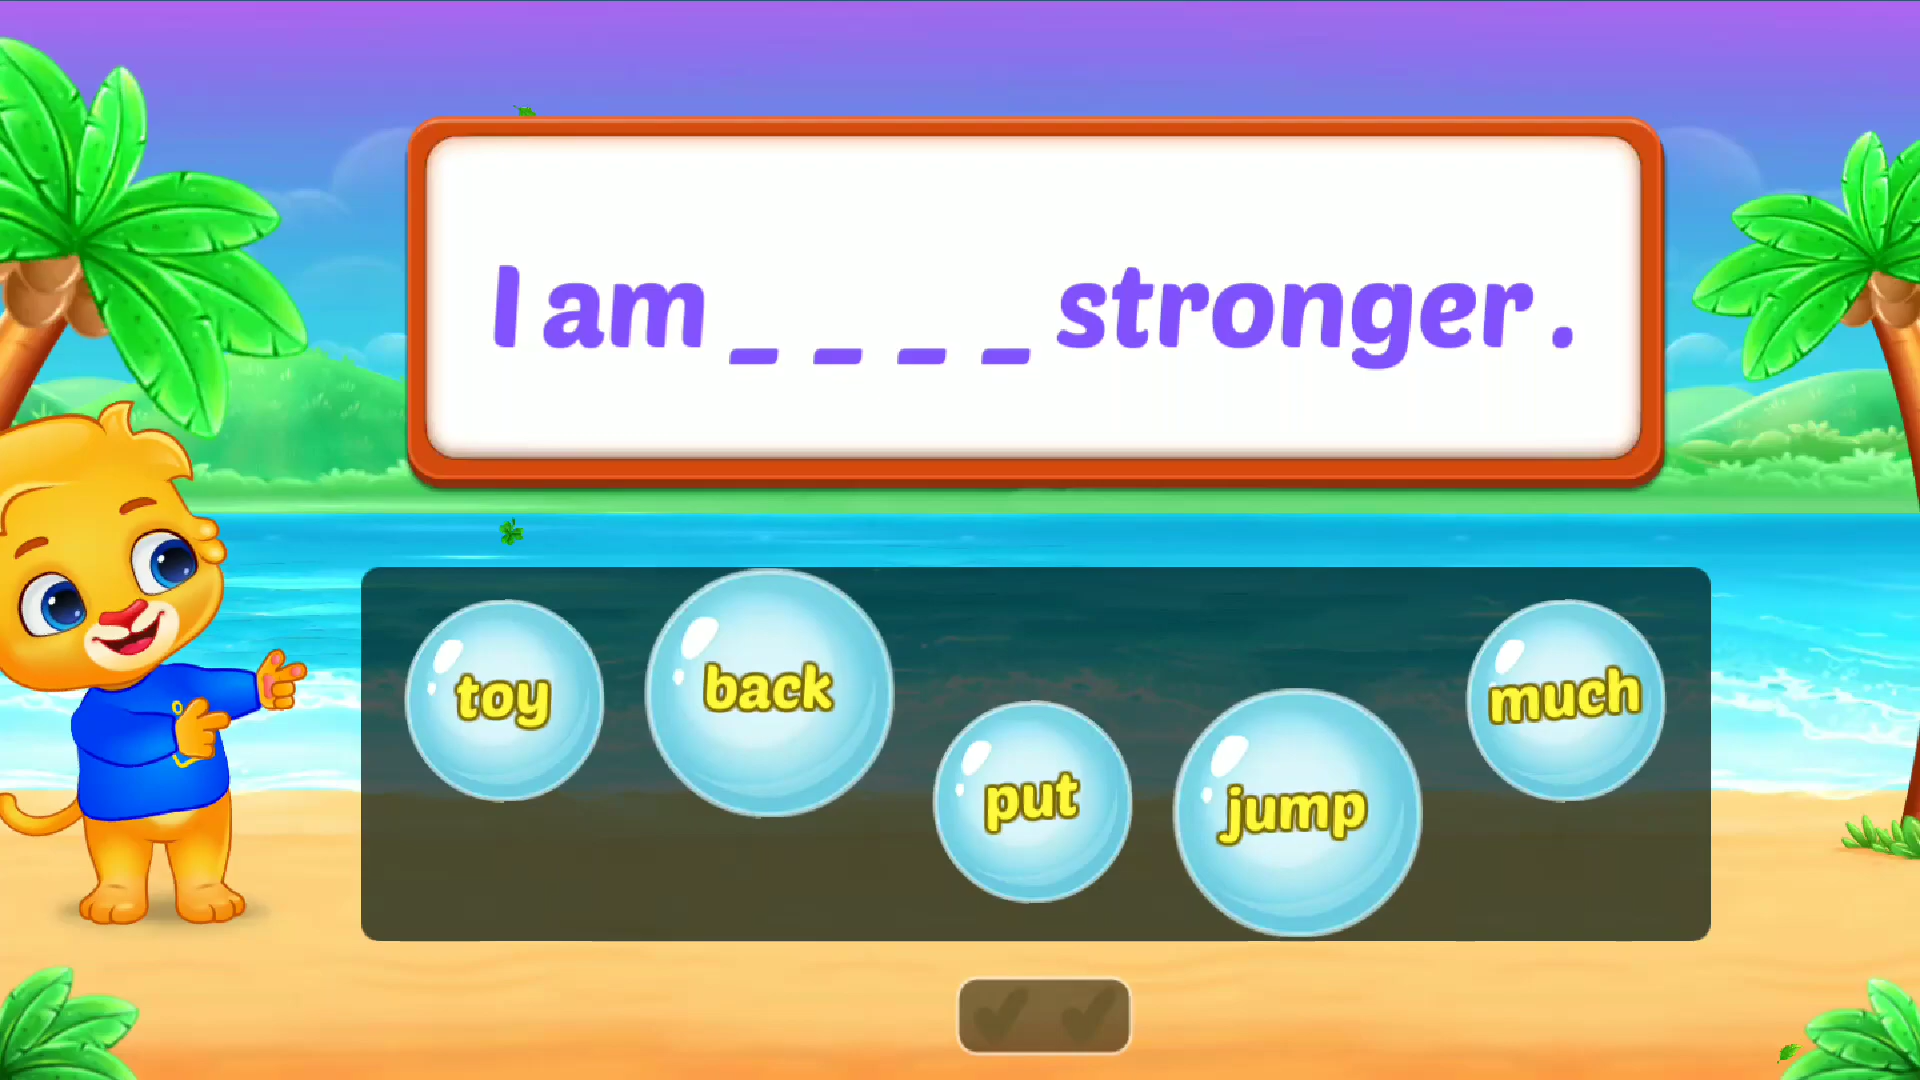 I am _ _ _ _ stronger.
toy
back
put
jump
much